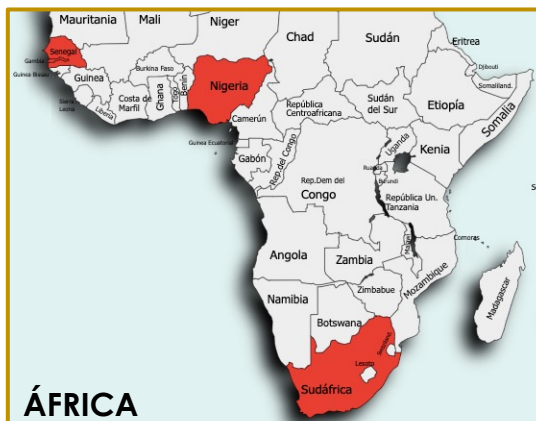 Mauritania
Mali
Niger
Chad
Sudán
Eritrea
Senegal
Gambia
Guinea Bissau
Guinea
Sierra
Leona
Liberia
Costa de
Marfil
Burkina Faso
Ghana
Togo
Benín
Nigeria
Camerún
República
Centroafricana
Sudán
del Sur
Etiopía
Djibouti
Somaliland.
Somalia
Guinea Ecuatorial
Gabón
Rep.del Congo
Rep.Dem del
Congo
Uganda
Kenia
Ruanda
Burundi
República Un.
Tanzania
Angola
Zambia
Malaui
Comoras
Mozambique
Zimbabue
Namibia
Botswana
Madagascar
Lesoto
Sudáfrica
ÁFRICA